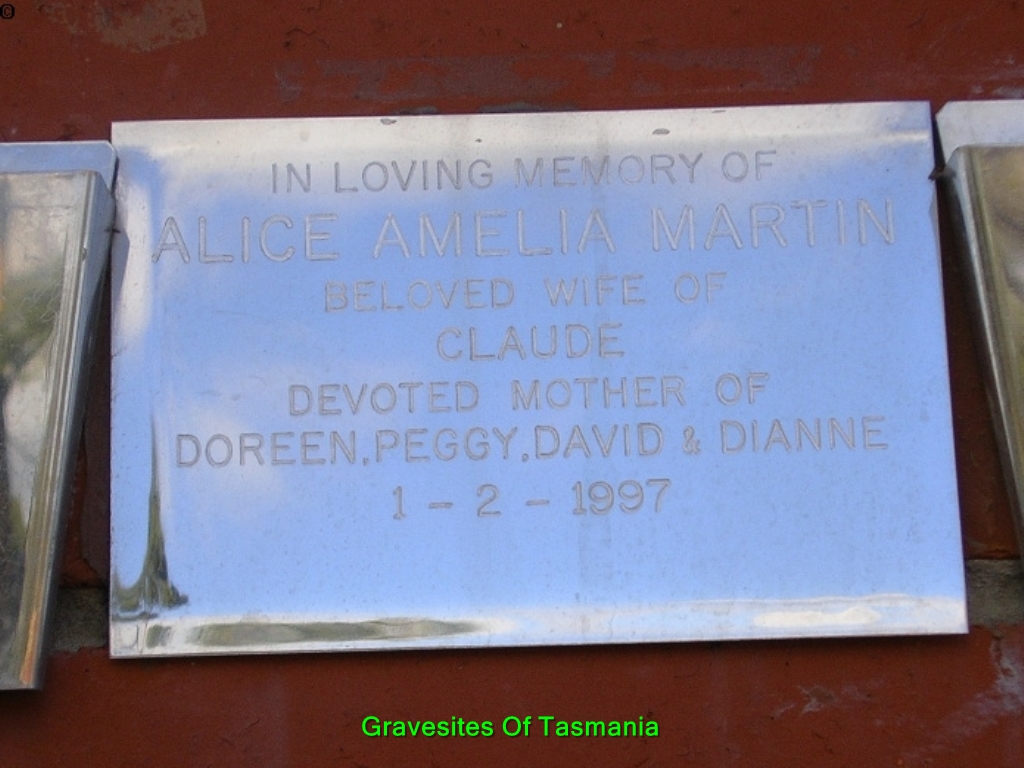 ©
IN LOVING MEMORY OF
ALICE AMELIA MARTIN
BELOVED WIFE OF
CLAUDE
DEVOTED MOTHER OF
DOREEN, PEGGY, DAVID & DIANNE
1 - 2 - 1997
Gravesites Of Tasmania